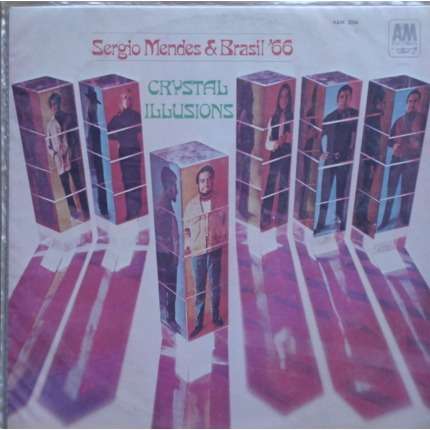 Sergio Mendes & Brasil '66
CRYSTAL
ILLUSIONS
A&M